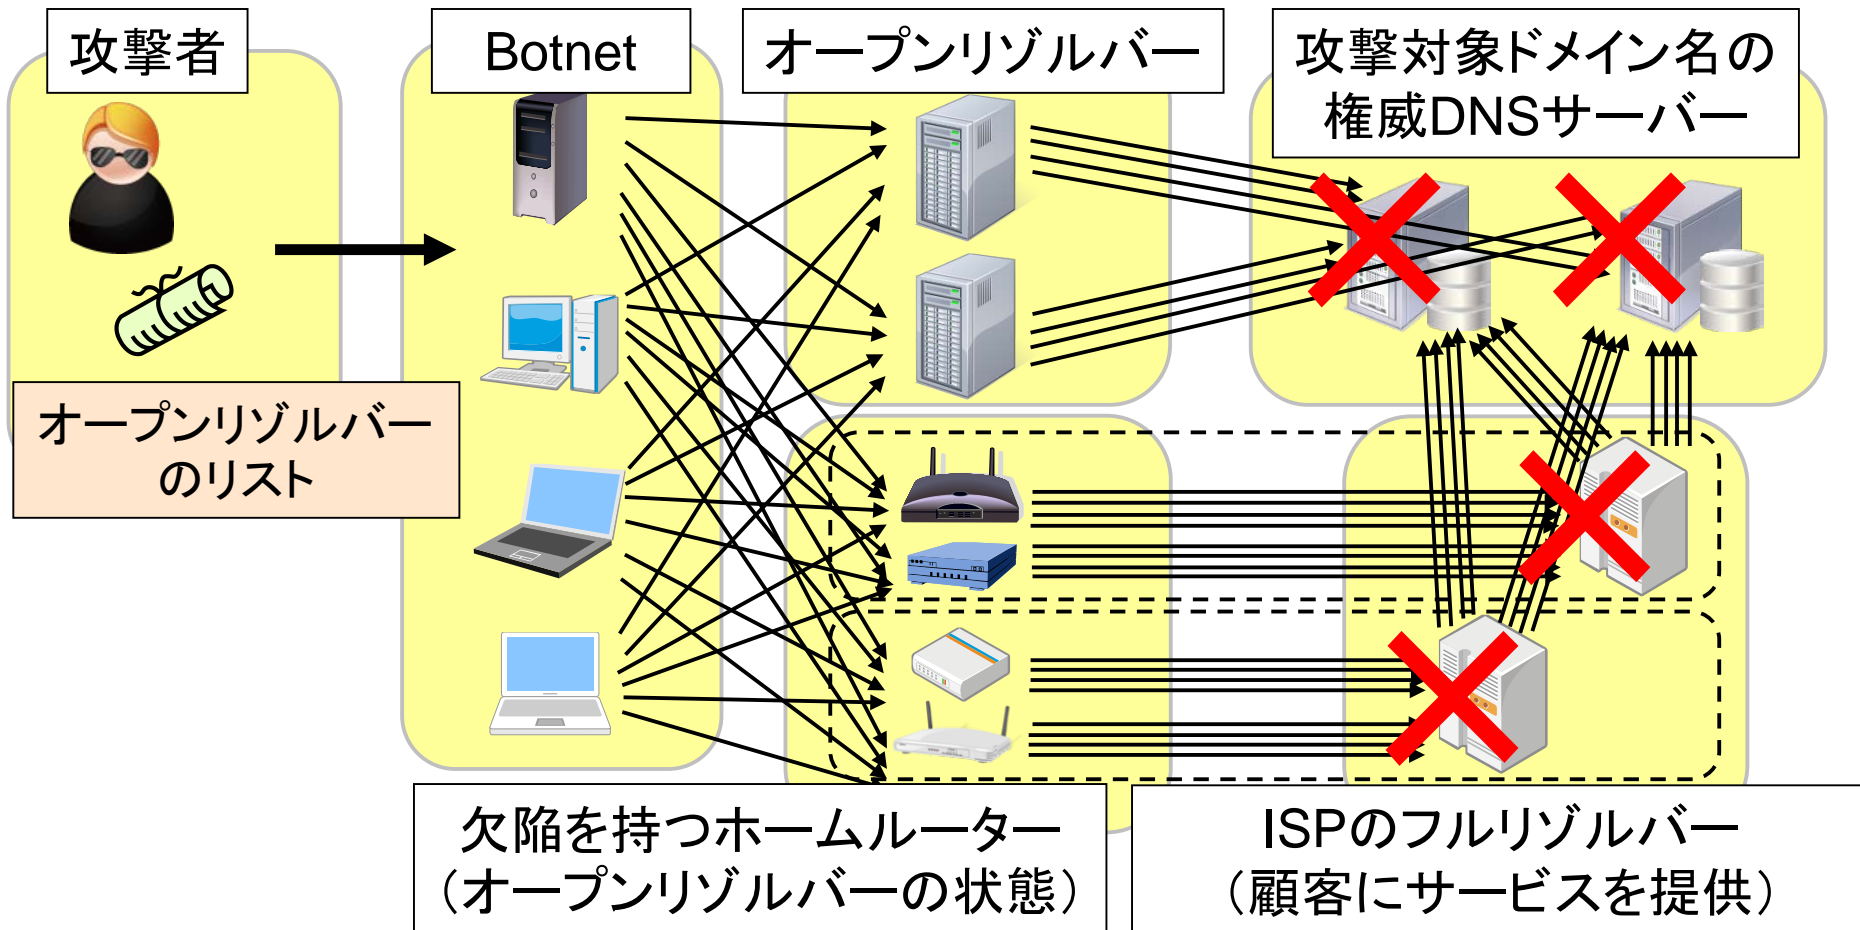 攻撃者
Botnet
オープンリゾルバー
攻撃対象ドメイン名の
権威DNSサーバー
オープンリゾルバー
のリスト
欠陥を持つホームルーター
（オープンリゾルバーの状態）
ISPのフルリゾルバー
（顧客にサービスを提供）